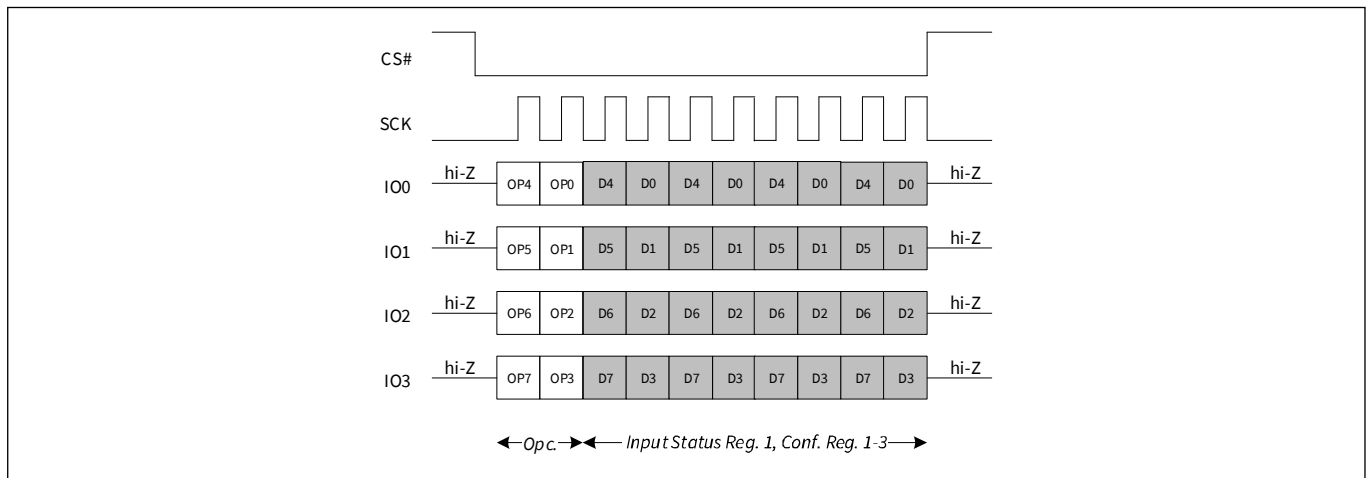 CS#
SCK
IO0 hi-Z OP4 OP0 D4 D0 D4 D0 D4 D0 D4 D0 hi-Z
IO1 hi-Z OP5 OP1 D5 D1 D5 D1 D5 D1 D5 D1 hi-Z
IO2 hi-Z OP6 OP2 D6 D2 D6 D2 D6 D2 D6 D2 hi-Z
IO3 hi-Z OP7 OP3 D7 D3 D7 D3 D7 D3 D7 D3 hi-Z
Opc. Input Status Reg. 1, Conf. Reg. 1-3